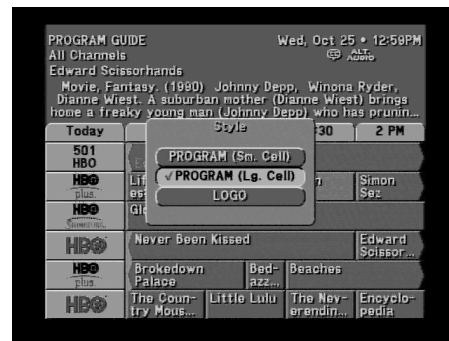 PROGRAM GUIDE Wed, Oct 25 • 12:59PM
All Channels ALT. AUDIO
Edward Scissorhands
Movie, Fantasy. (1990) Johnny Depp, Winona Ryder,
Dianne Wiest. A suburban mother (Dianne Wiest) brings
home a freaky young man (Johnny Depp) who has prunin...
Today :30 2 PM
Style
501
HBO
PROGRAM (Sm. Cell)
✓PROGRAM (Lg. Cell)
LOGO
HBO
plus.
Simon
Sez
HBO
HBO
Never Been Kissed
Edward
Scissor...
HBO
plus.
Brokedown
Palace
Bed-
azz...
Beaches
HBO
The Coun-
try Mous...
Little Lulu
The Nev-
erendin...
Encyclo-
pedia